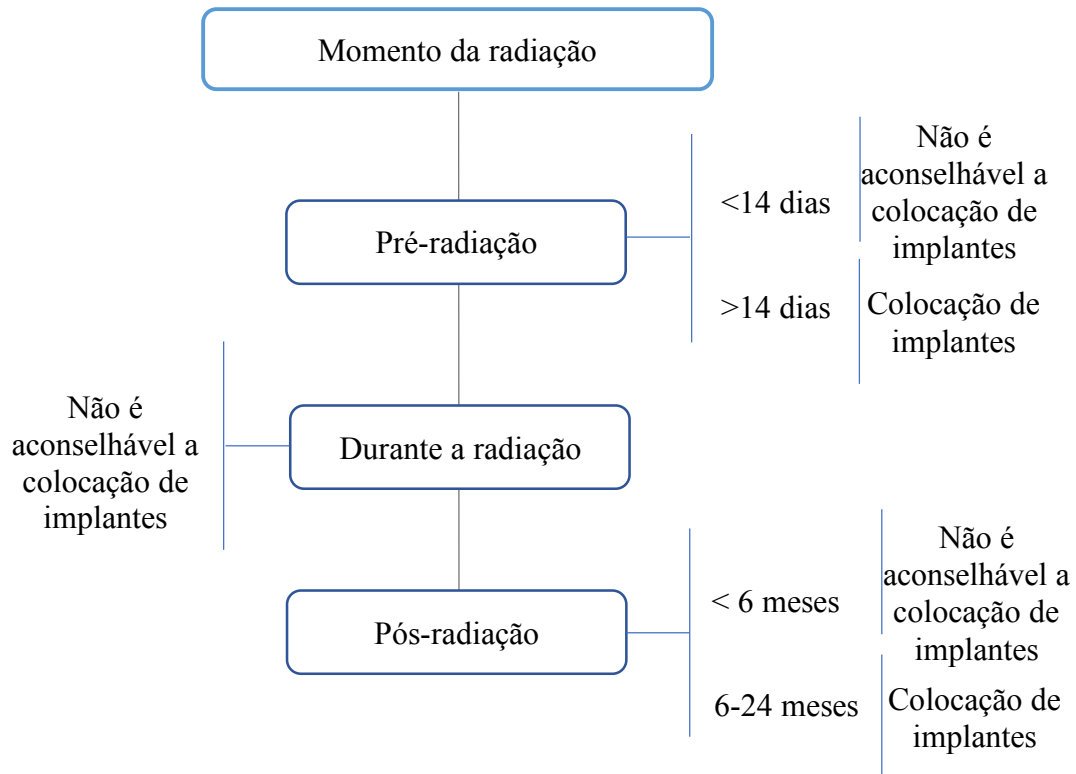 Momento da radiação
Pré-radiação
<14 dias
Não é
aconselhável a
colocação de
implantes
>14 dias
Colocação de
implantes
Durante a radiação
Não é
aconselhável a
colocação de
implantes
Pós-radiação
< 6 meses
Não é
aconselhável a
colocação de
implantes
6-24 meses
Colocação de
implantes